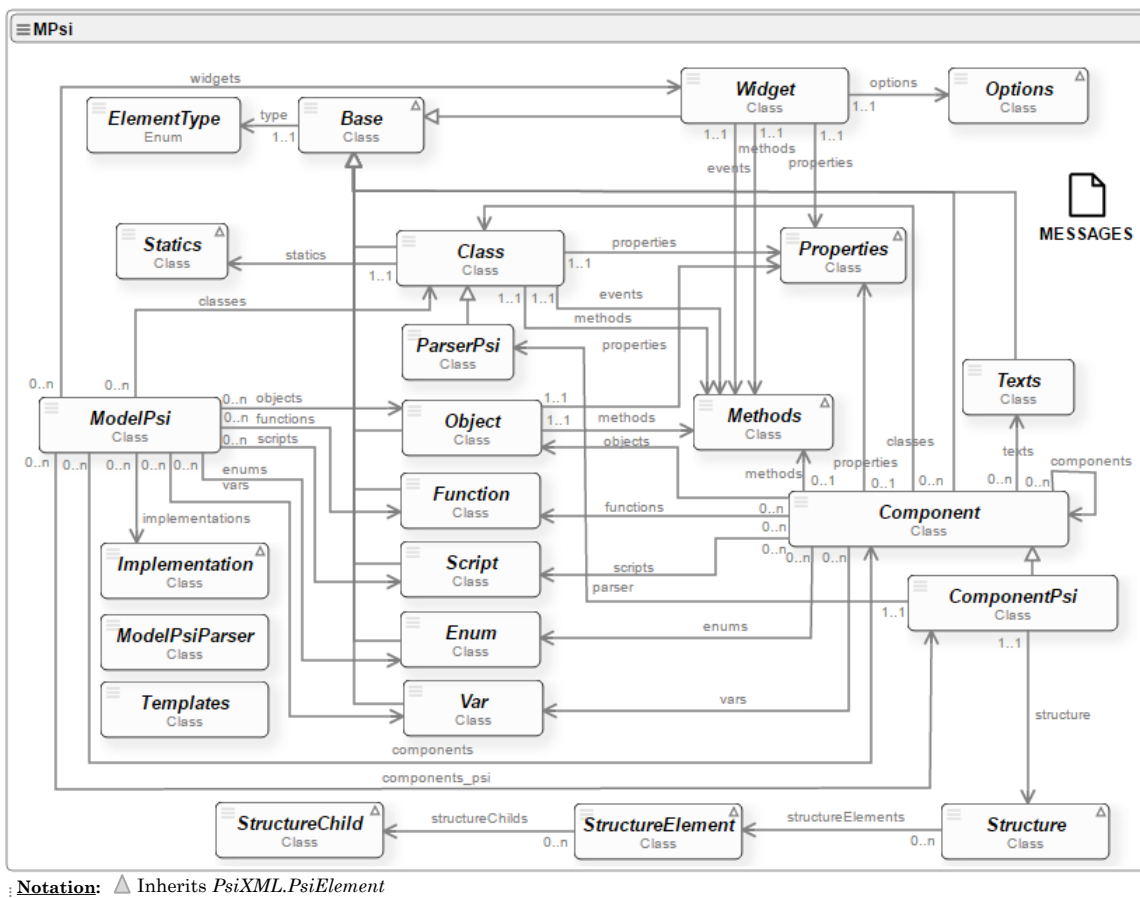 MPsi
widgets
Widget
Class
options
1..1
Options
Class
ElementType
Enum
type
1..1
Base
Class
1..1
1..1
1..1
methods
events
properties
MESSAGES
Statics
Class
statics
Class
Class
1..1
properties
1..1
Properties
Class
classes
1..1
1..1
events
methods
ParserPsi
Class
properties
Texts
Class
0..n
0..n
ModelPsi
Class
0..n
objects
0..n
functions
0..n
scripts
Object
Class
1..1
1..1
methods
objects
Methods
Class
classes
texts
components
0..n
0..n
0..n
0..n
0..n
enums
vars
methods
properties
0..1
0..1
0..n
0..n
0..n
Function
Class
functions
0..n
0..n
0..n
Component
Class
implementations
Implementation
Class
Script
Class
scripts
parser
0..n
0..n
ComponentPsi
Class
1..1
1..1
ModelPsiParser
Class
Enum
Class
enums
Templates
Class
Var
Class
vars
structure
components
components_psi
StructureChild
Class
structureChilds
0..n
StructureElement
Class
structureElements
0..n
Structure
Class
Notation: Inherits PsiXML.PsiElement